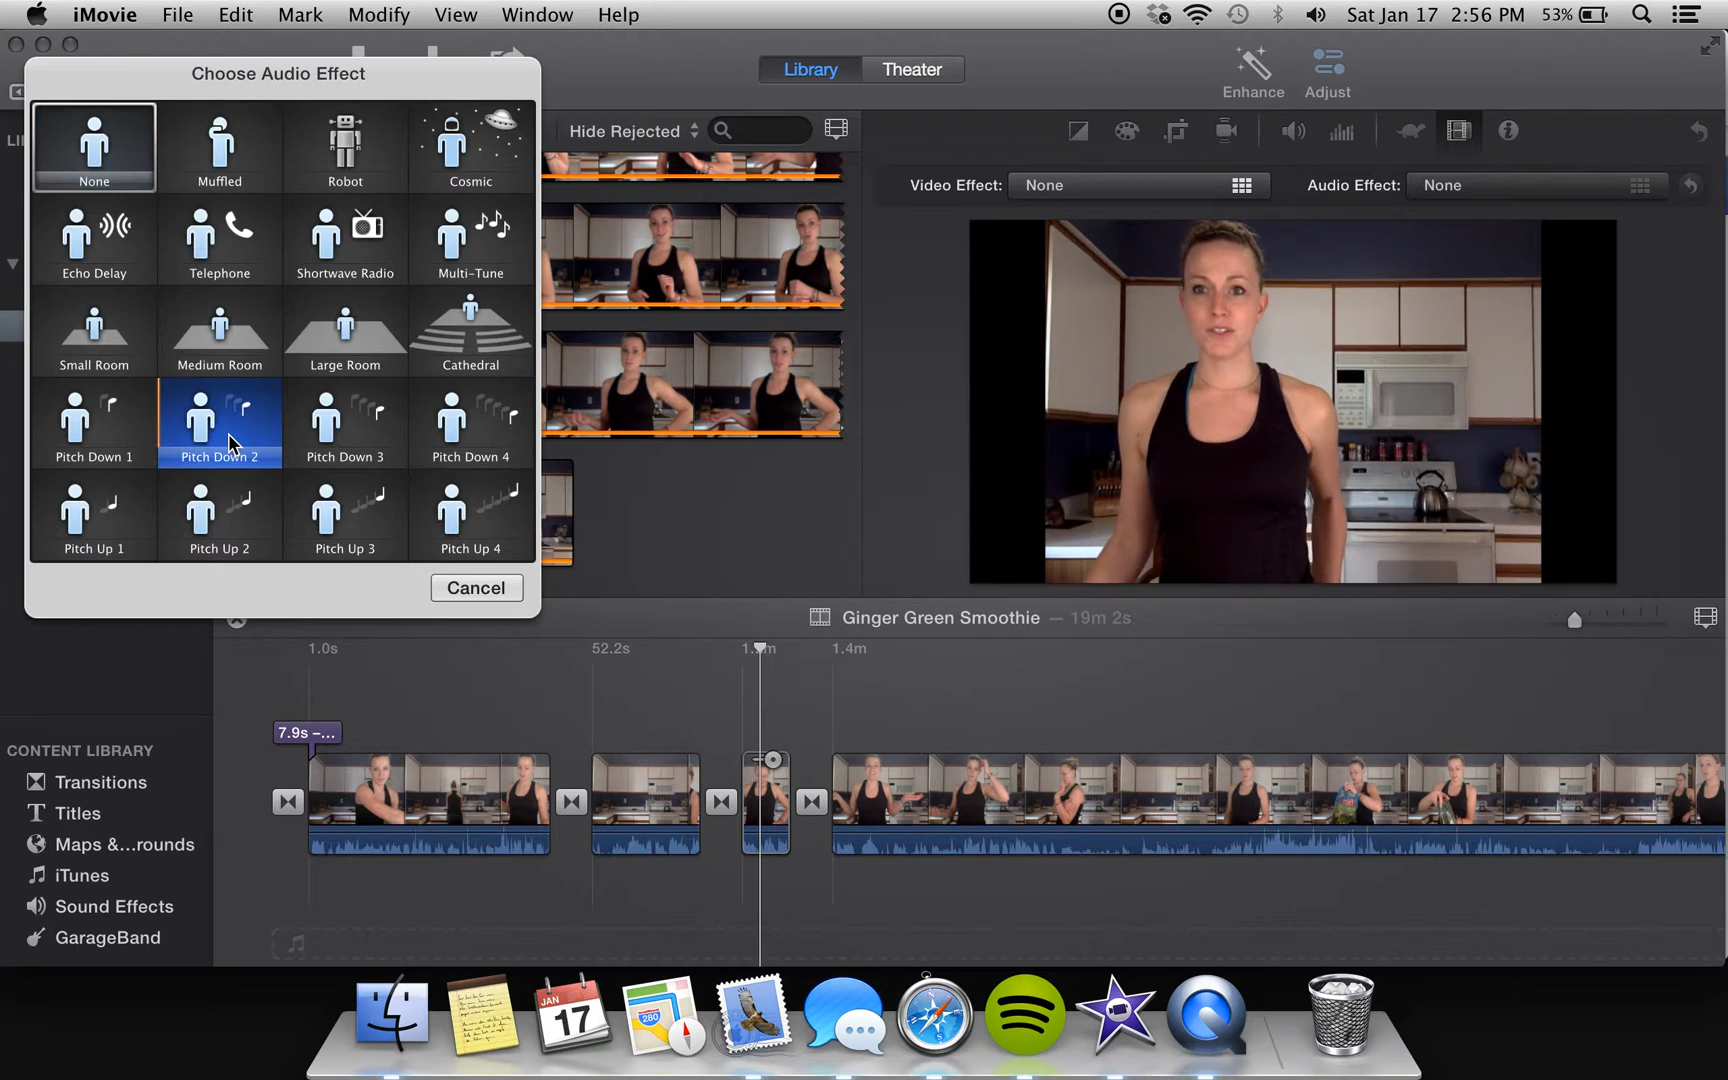 iMovie File Edit Mark Modify View Window Help
Sat Jan 17 2:56 PM 53%
Choose Audio Effect
Library Theater
Enhance Adjust
Hide Rejected
None Muffled Robot Cosmic
Video Effect: None Audio Effect: None
Echo Delay Telephone Shortwave Radio Multi-Tune
Small Room Medium Room Large Room Cathedral
Pitch Down 1 Pitch Down 2 Pitch Down 3 Pitch Down 4
Pitch Up 1 Pitch Up 2 Pitch Up 3 Pitch Up 4
Cancel
Ginger Green Smoothie — 19m 2s
1.0s 52.2s 1.4m
7.9s –...
CONTENT LIBRARY
Transitions
Titles
Maps &...rounds
iTunes
Sound Effects
GarageBand
JAN
17
280